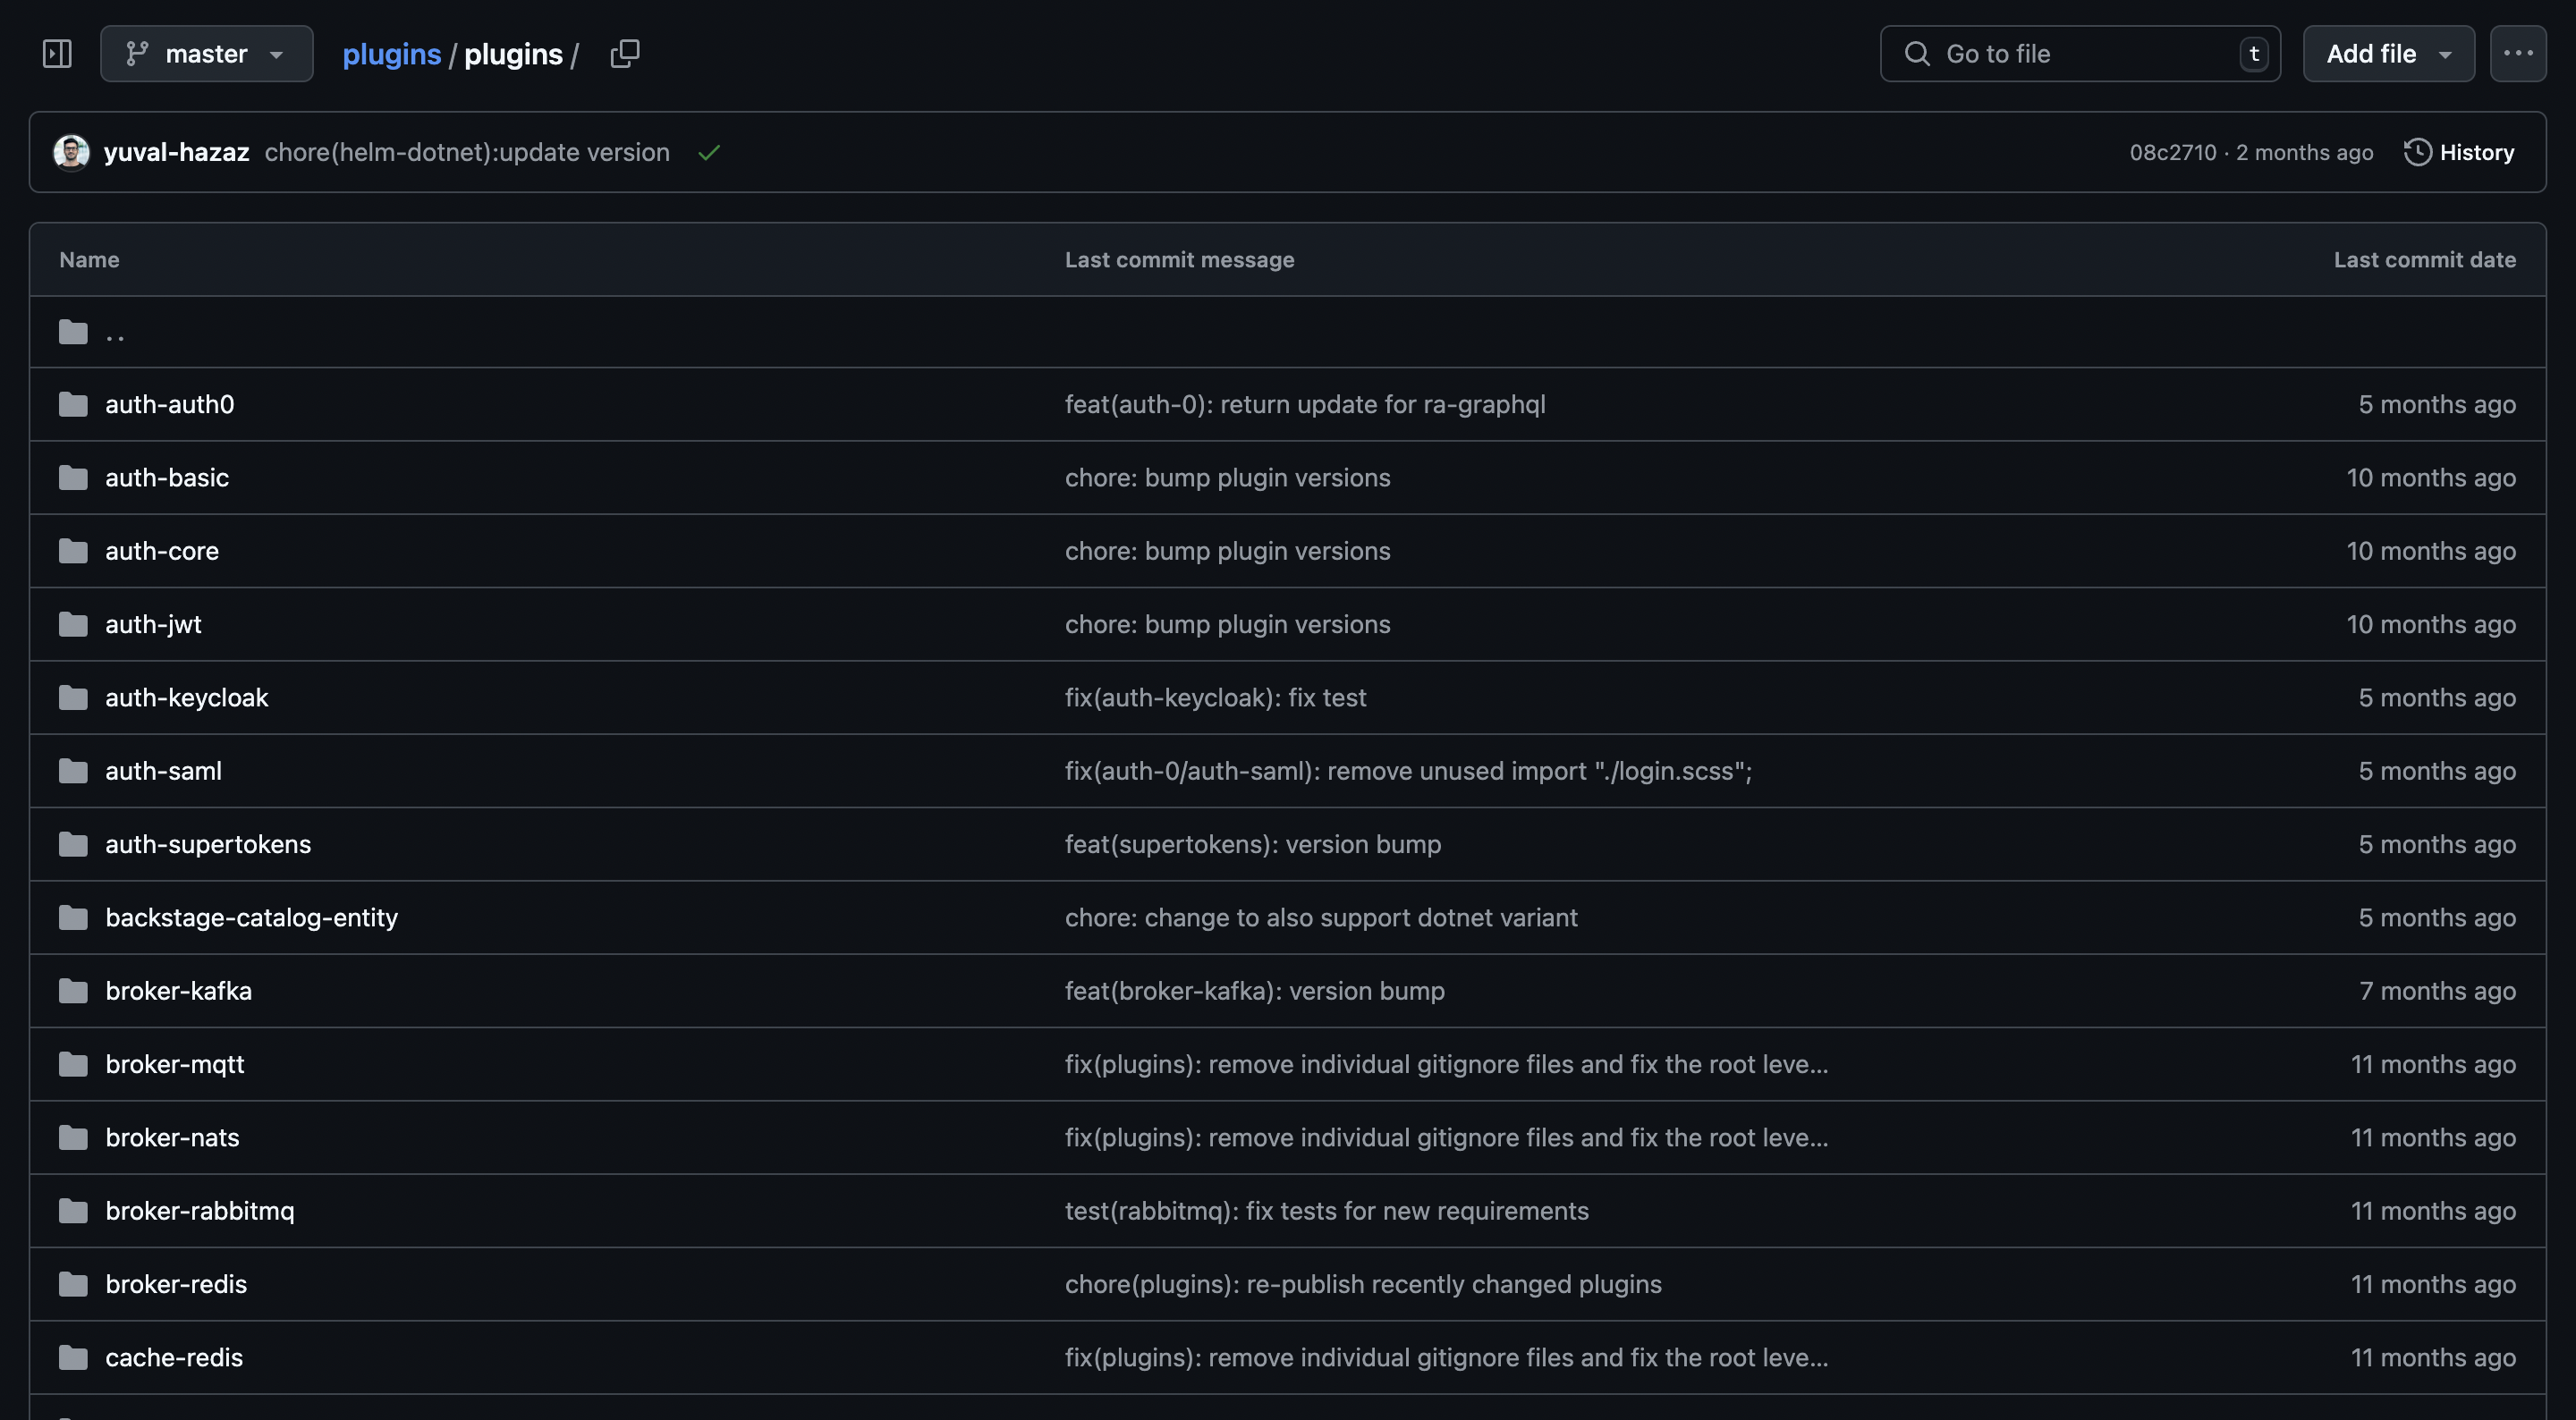 master plugins / plugins / Go to file t Add file ...
yuval-hazaz chore(helm-dotnet):update version 08c2710 · 2 months ago History
Name Last commit message Last commit date
..
auth-auth0 feat(auth-0): return update for ra-graphql 5 months ago
auth-basic chore: bump plugin versions 10 months ago
auth-core chore: bump plugin versions 10 months ago
auth-jwt chore: bump plugin versions 10 months ago
auth-keycloak fix(auth-keycloak): fix test 5 months ago
auth-saml fix(auth-0/auth-saml): remove unused import "./login.scss"; 5 months ago
auth-supertokens feat(supertokens): version bump 5 months ago
backstage-catalog-entity chore: change to also support dotnet variant 5 months ago
broker-kafka feat(broker-kafka): version bump 7 months ago
broker-mqtt fix(plugins): remove individual gitignore files and fix the root leve... 11 months ago
broker-nats fix(plugins): remove individual gitignore files and fix the root leve... 11 months ago
broker-rabbitmq test(rabbitmq): fix tests for new requirements 11 months ago
broker-redis chore(plugins): re-publish recently changed plugins 11 months ago
cache-redis fix(plugins): remove individual gitignore files and fix the root leve... 11 months ago